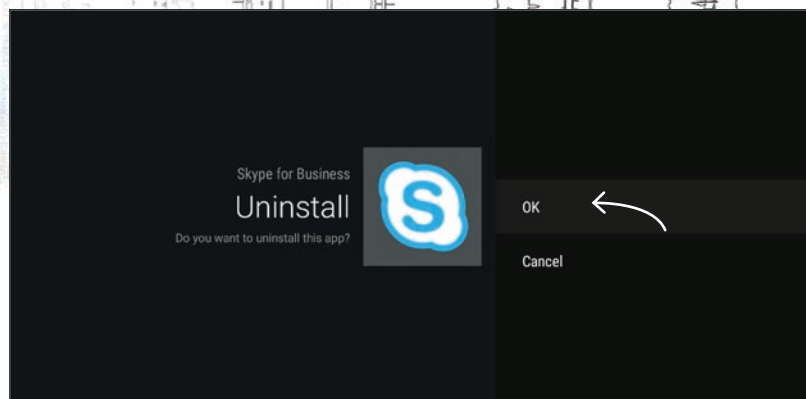 Skype for Business
Uninstall
Do you want to uninstall this app?
S
OK
Cancel